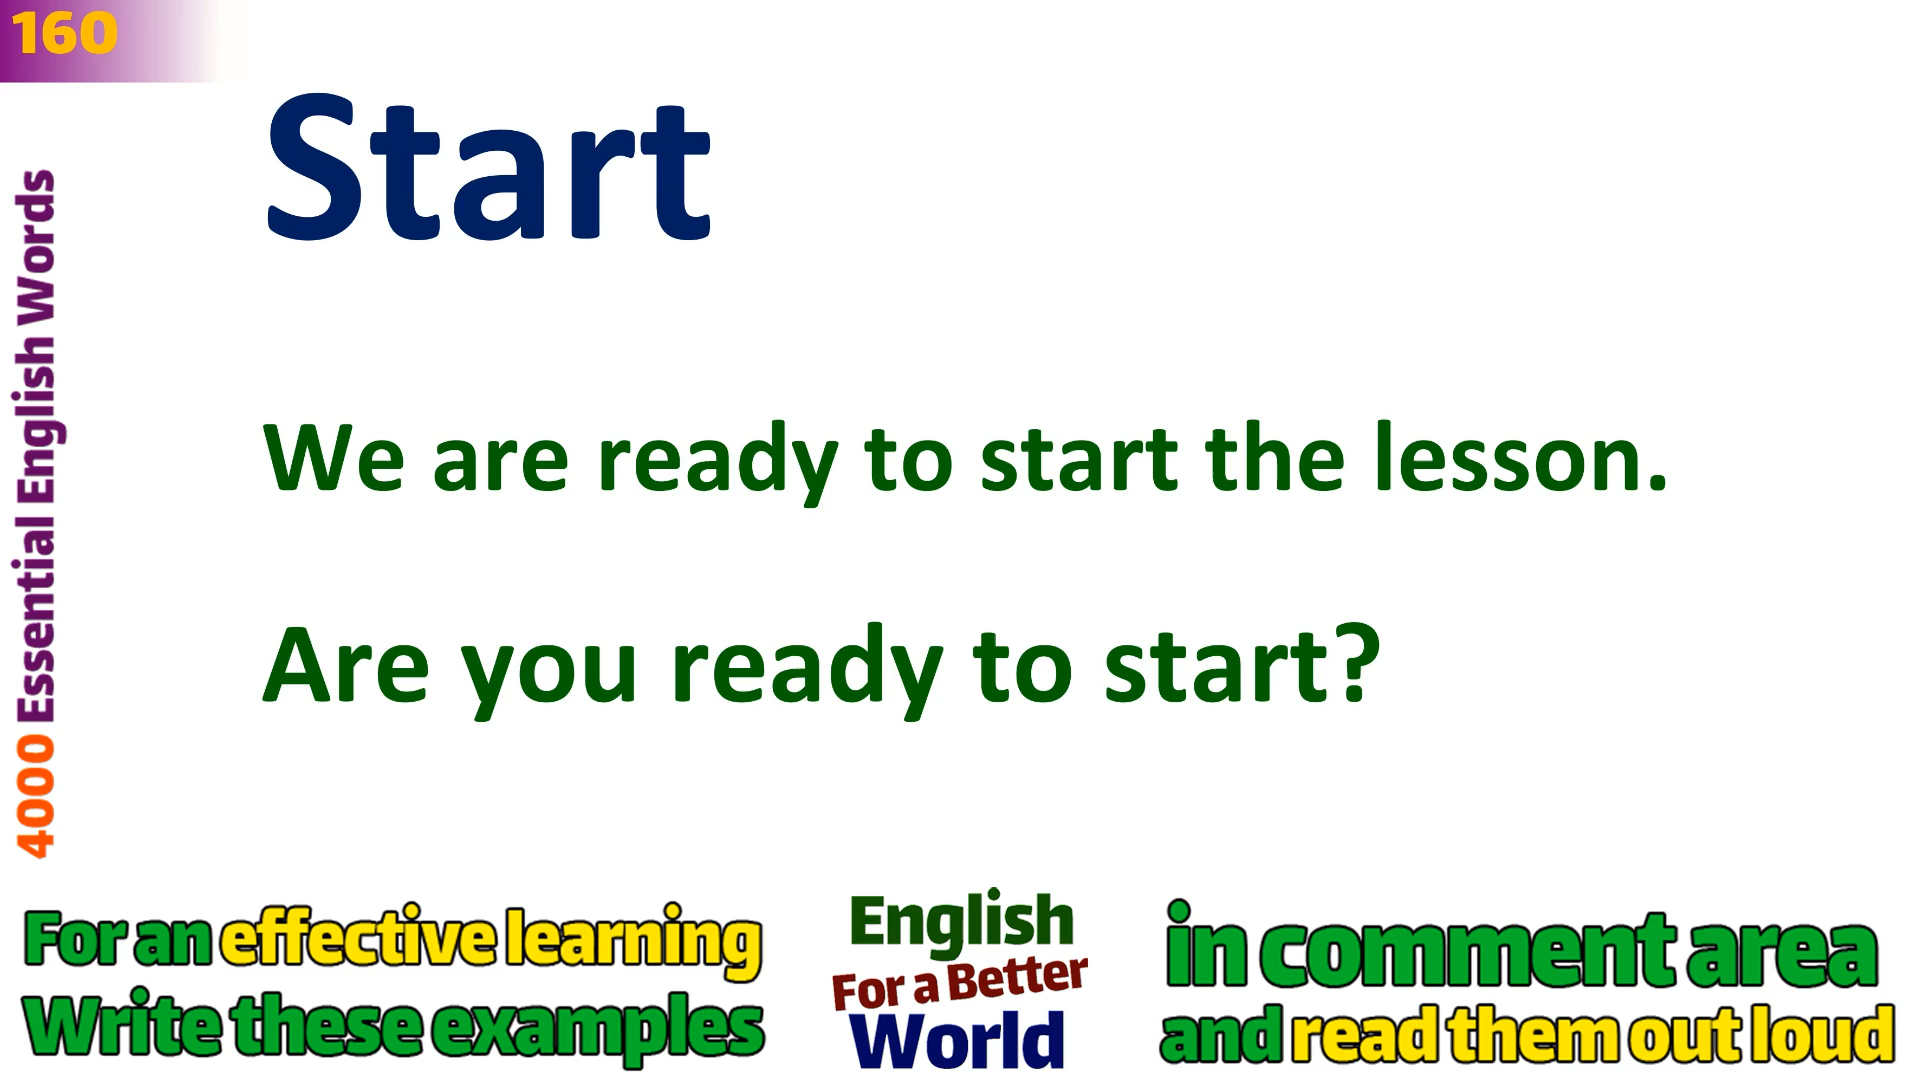 160
Start
4000 Essential English Words
We are ready to start the lesson.
Are you ready to start?
For an effective learning
Write these examples
English
For a Better
World
in comment area
and read them out loud